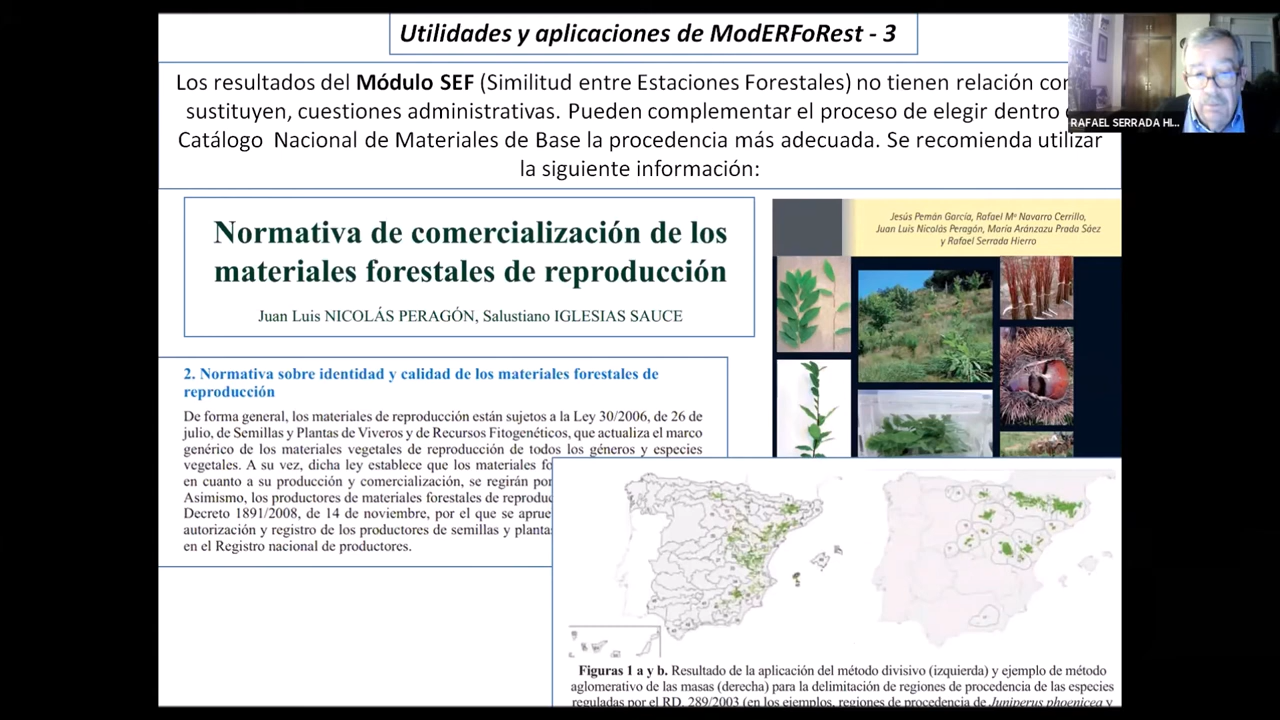 Utilidades y aplicaciones de ModERFoRest - 3
Los resultados del Módulo SEF (Similitud entre Estaciones Forestales) no tienen relación con
sustituyen, cuestiones administrativas. Pueden complementar el proceso de elegir dentro
Catálogo Nacional de Materiales de Base la procedencia más adecuada. Se recomienda utilizar
la siguiente información:
RAFAEL SERRADA HI...
Normativa de comercialización de los
materiales forestales de reproducción
Juan Luis NICOLÁS PERAGÓN, Salustiano IGLESIAS SAUCE
Jesús Pemán García, Rafael Mª Navarro Cerrillo,
Juan Luis Nicolás Peragón, María Aránzazu Prada Sáez
y Rafael Serrada Hierro
2. Normativa sobre identidad y calidad de los materiales forestales de
reproducción
De forma general, los materiales de reproducción están sujetos a la Ley 30/2006, de 26 de
julio, de Semillas y Plantas de Viveros y de Recursos Fitogenéticos, que actualiza el marco
genérico de los materiales vegetales de reproducción de todos los géneros y especies
vegetales. A su vez, dicha ley establece que los materiales fo
en cuanto a su producción y comercialización, se regirán por
Asimismo, los productores de materiales forestales de reproduc
Decreto 1891/2008, de 14 de noviembre, por el que se aprue
autorización y registro de los productores de semillas y planta
en el Registro nacional de productores.
Figuras 1 a y b. Resultado de la aplicación del método divisivo (izquierda) y ejemplo de método
aglomerativo de las masas (derecha) para la delimitación de regiones de procedencia de las especies
reguladas por el RD. 289/2003 (en los ejemplos, regiones de procedencia de Juniperus phoenicea y